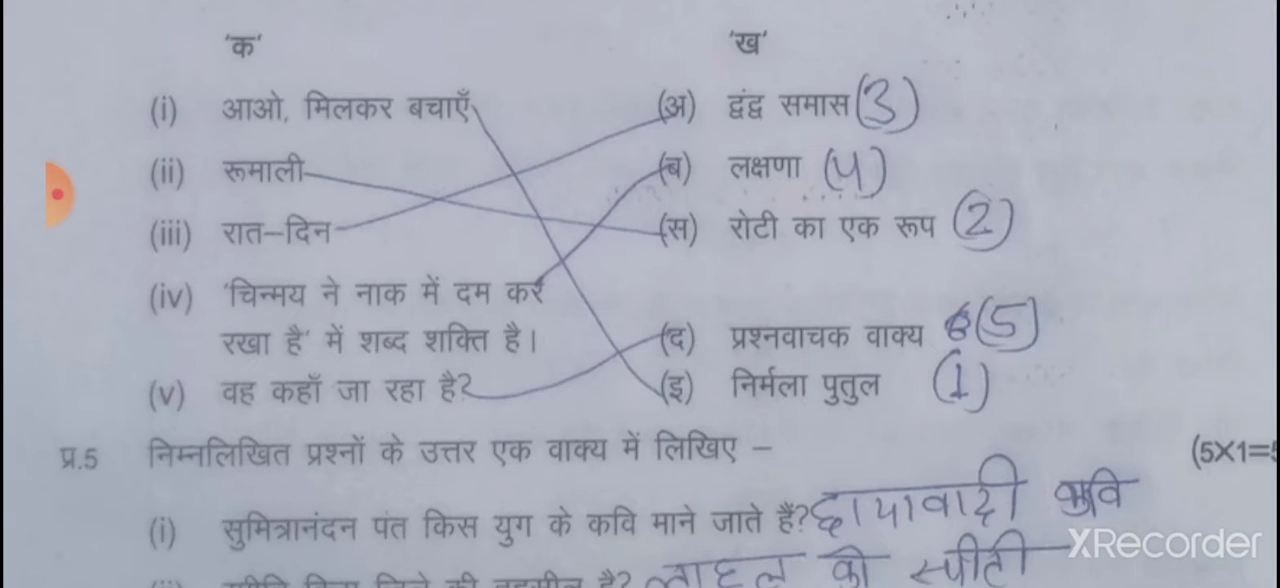 'क' 'ख'
(i) आओ, मिलकर बचाएँ (अ) द्वंद्व समास (3)
(ii) रूमाली (ब) लक्षणा (4)
(iii) रात–दिन (स) रोटी का एक रूप (2)
(iv) 'चिन्मय ने नाक में दम कर
रखा है' में शब्द शक्ति है। (द) प्रश्नवाचक वाक्य (5)
(v) वह कहाँ जा रहा है? (इ) निर्मला पुतुल (1)
प्र.5 निम्नलिखित प्रश्नों के उत्तर एक वाक्य में लिखिए – (5X1=5
(i) सुमित्रानंदन पंत किस युग के कवि माने जाते हैं? छायावादी कवि
XRecorder
की तहसील है? लाहुल की स्पीती